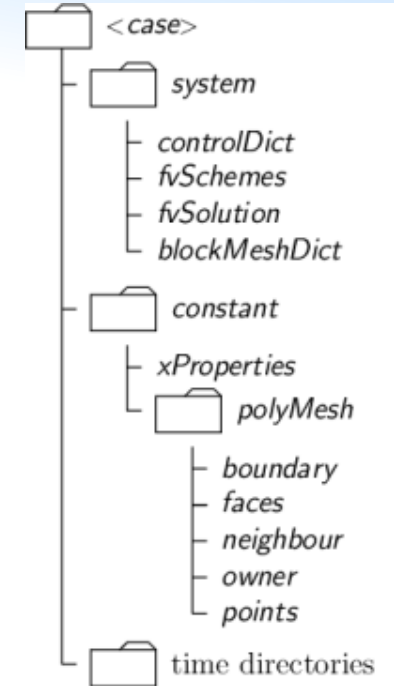 <case>
system
controlDict
fvSchemes
fvSolution
blockMeshDict
constant
xProperties
polyMesh
boundary
faces
neighbour
owner
points
time directories